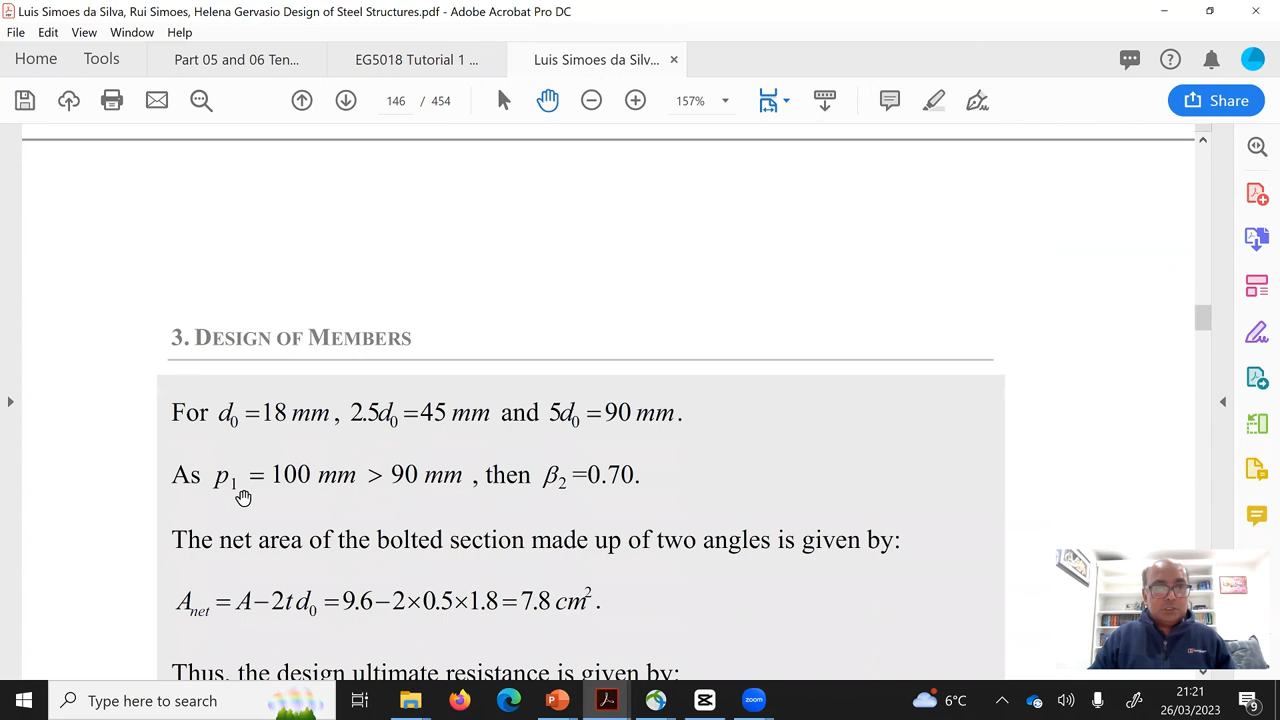 Luis Simoes da Silva, Rui Simoes, Helena Gervasio Design of Steel Structures.pdf - Adobe Acrobat Pro DC
File Edit View Window Help
Home Tools Part 05 and 06 Ten... EG5018 Tutorial 1 ... Luis Simoes da Silv... ×
146 / 454 157% Share
3. DESIGN OF MEMBERS
For d₀ =18 mm, 2.5d₀ =45 mm and 5d₀ =90 mm.
As p₁ = 100 mm > 90 mm , then β₂ =0.70.
The net area of the bolted section made up of two angles is given by:
Anet = A−2t d₀ =9.6−2×0.5×1.8=7.8 cm².
Thus, the design ultimate resistance is given by:
Type here to search
zoom
6°C
21:21
26/03/2023
9